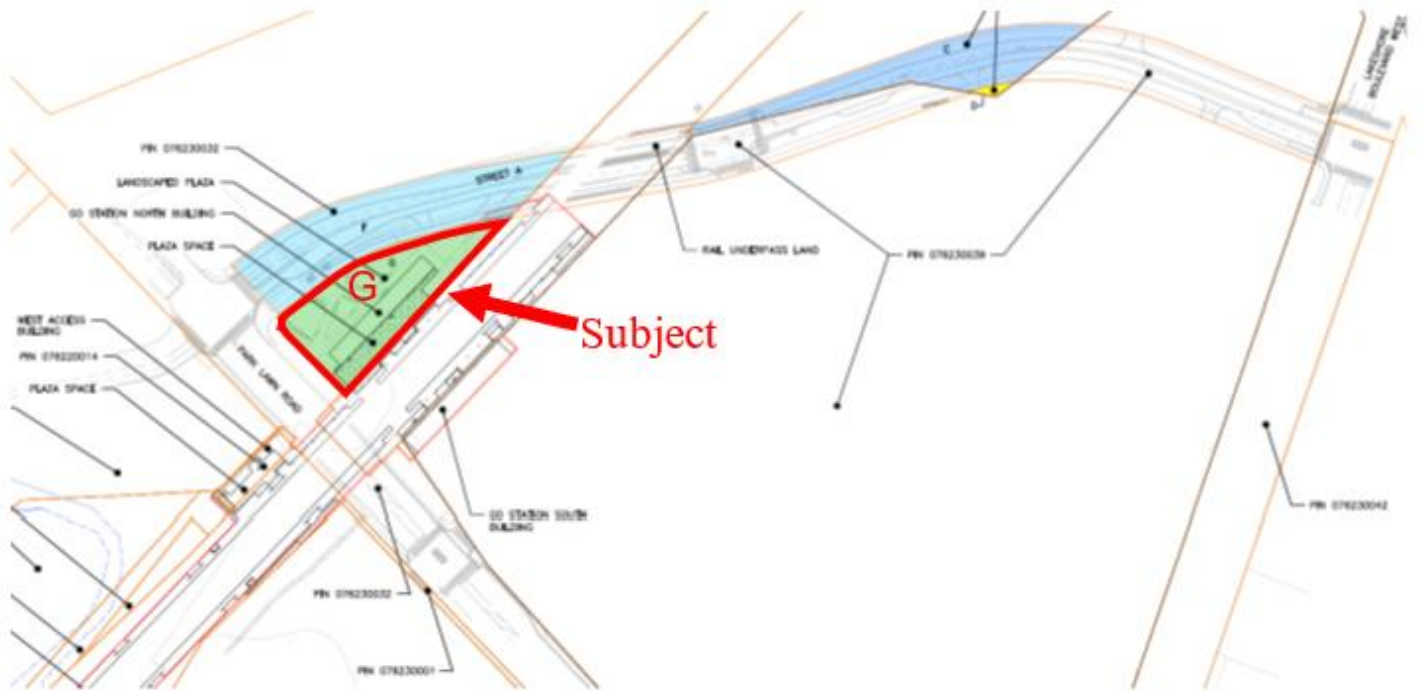 C
D
LAKESHORE
BOULEVARD WEST
PIN 076230032
LANDSCAPED PLAZA
STREET A
GO STATION NORTH BUILDING
F
PLAZA SPACE
RAIL UNDERPASS LAND
PIN 076230039
G
G
Subject
WEST ACCESS
BUILDING
PIN 076220014
PARK LAWN ROAD
PLAZA SPACE
GO STATION SOUTH
BUILDING
PIN 076230042
PIN 076230032
PIN 076230001